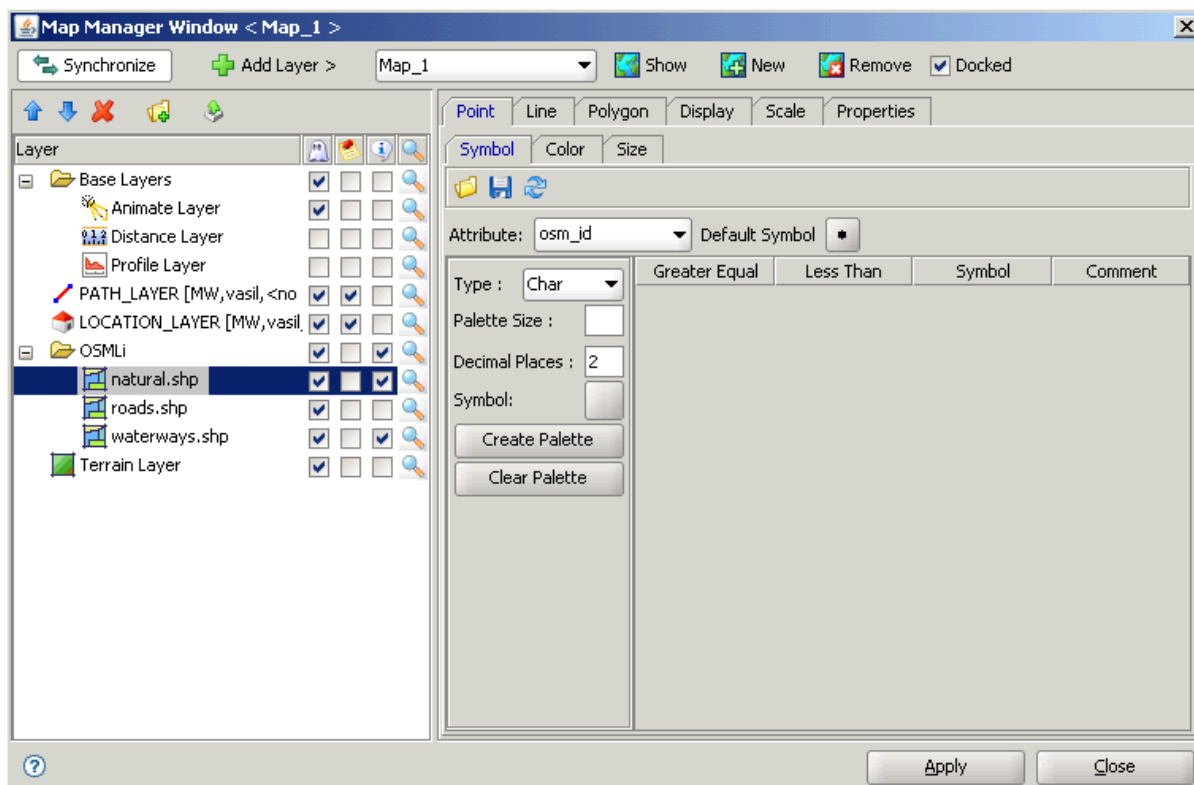 Map Manager Window < Map_1 >
Synchronize Add Layer > Map_1 Show New Remove Docked
Point Line Polygon Display Scale Properties
Layer
Symbol Color Size
Base Layers
Animate Layer
Distance Layer
Profile Layer
PATH_LAYER [MW,vasil,<no
LOCATION_LAYER [MW,vasil,
OSMLi
natural.shp
roads.shp
waterways.shp
Terrain Layer
Attribute: osm_id Default Symbol
Type : Char
Palette Size :
Decimal Places : 2
Symbol:
Create Palette
Clear Palette
Greater Equal Less Than Symbol Comment
Apply Close